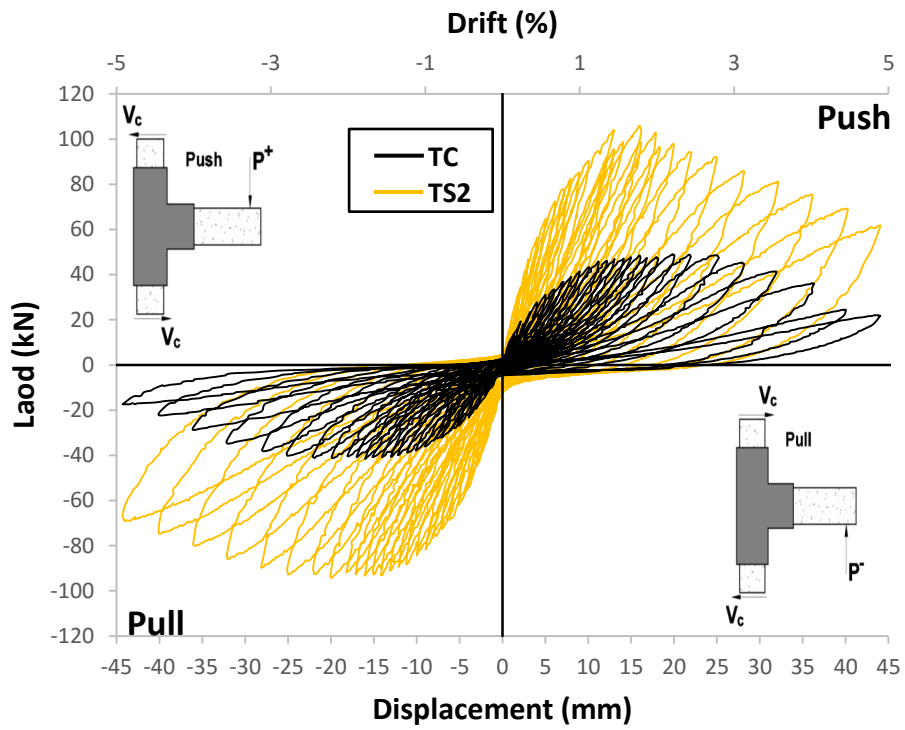 Drift (%)
-5 -3 -1 1 3 5
120
100
80
60
40
20
0
-20
-40
-60
-80
-100
-120
Laod (kN)
Vc
Push
P+
Vc
TC
TS2
Push
Vc
Pull
P-
Vc
Pull
-45 -40 -35 -30 -25 -20 -15 -10 -5 0 5 10 15 20 25 30 35 40 45
Displacement (mm)